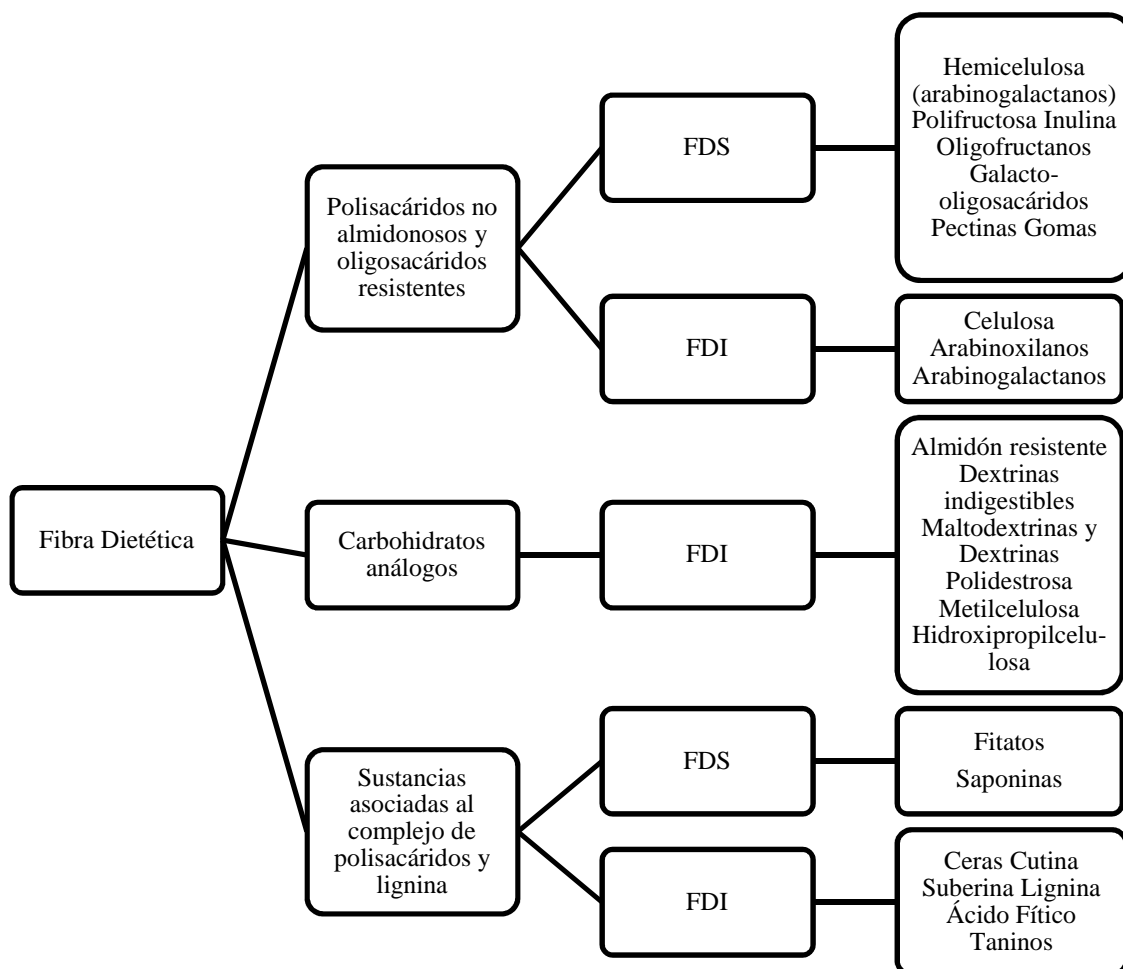 Fibra Dietética
Polisacáridos no
almidonosos y
oligosacáridos
resistentes
FDS
Hemicelulosa
(arabinogalactanos)
Polifructosa Inulina
Oligofructanos
Galacto-
oligosacáridos
Pectinas Gomas
FDI
Celulosa
Arabinoxilanos
Arabinogalactanos
Carbohidratos
análogos
FDI
Almidón resistente
Dextrinas
indigestibles
Maltodextrinas y
Dextrinas
Polidestrosa
Metilcelulosa
Hidroxipropilcelu-
losa
Sustancias
asociadas al
complejo de
polisacáridos y
lignina
FDS
Fitatos
Saponinas
FDI
Ceras Cutina
Suberina Lignina
Ácido Fítico
Taninos